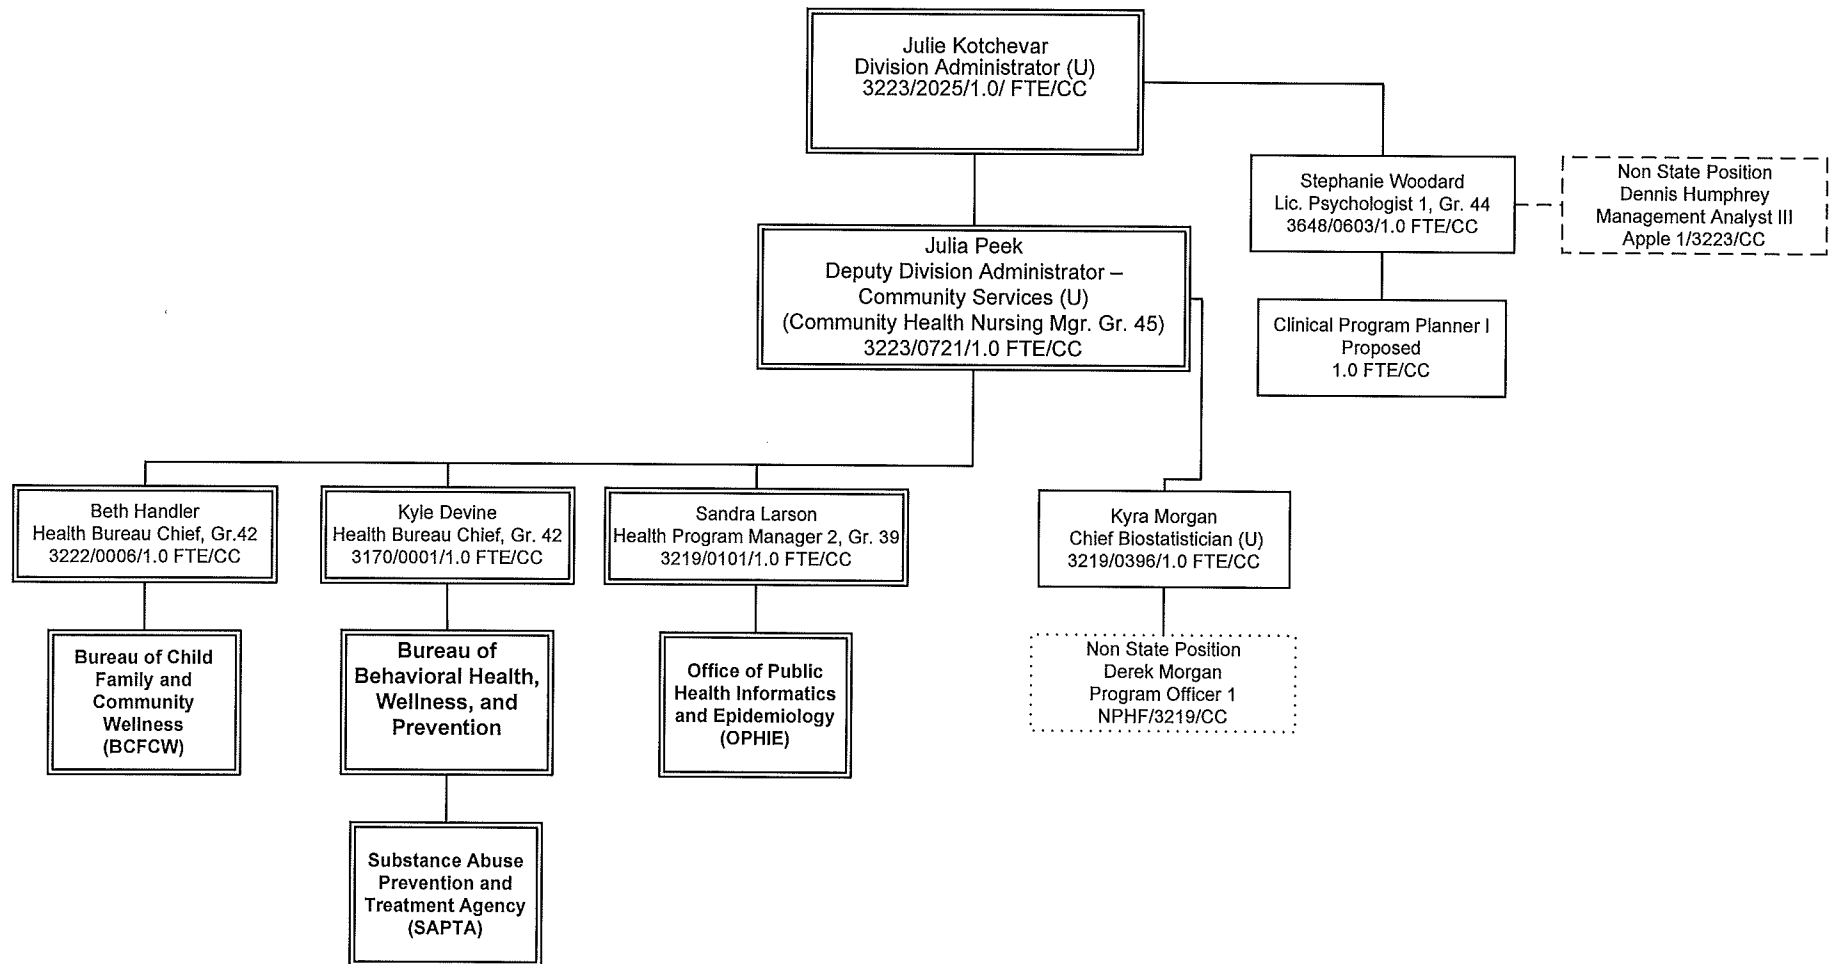 Julie Kotchevar
Division Administrator (U)
3223/2025/1.0/ FTE/CC
Stephanie Woodard
Lic. Psychologist 1, Gr. 44
3648/0603/1.0 FTE/CC
Non State Position
Dennis Humphrey
Management Analyst III
Apple 1/3223/CC
Julia Peek
Deputy Division Administrator –
Community Services (U)
(Community Health Nursing Mgr. Gr. 45)
3223/0721/1.0 FTE/CC
Clinical Program Planner I
Proposed
1.0 FTE/CC
Beth Handler
Health Bureau Chief, Gr.42
3222/0006/1.0 FTE/CC
Kyle Devine
Health Bureau Chief, Gr. 42
3170/0001/1.0 FTE/CC
Sandra Larson
Health Program Manager 2, Gr. 39
3219/0101/1.0 FTE/CC
Kyra Morgan
Chief Biostatistician (U)
3219/0396/1.0 FTE/CC
Bureau of Child
Family and
Community
Wellness
(BCFCW)
Bureau of
Behavioral Health,
Wellness, and
Prevention
Office of Public
Health Informatics
and Epidemiology
(OPHIE)
Non State Position
Derek Morgan
Program Officer 1
NPHF/3219/CC
Substance Abuse
Prevention and
Treatment Agency
(SAPTA)